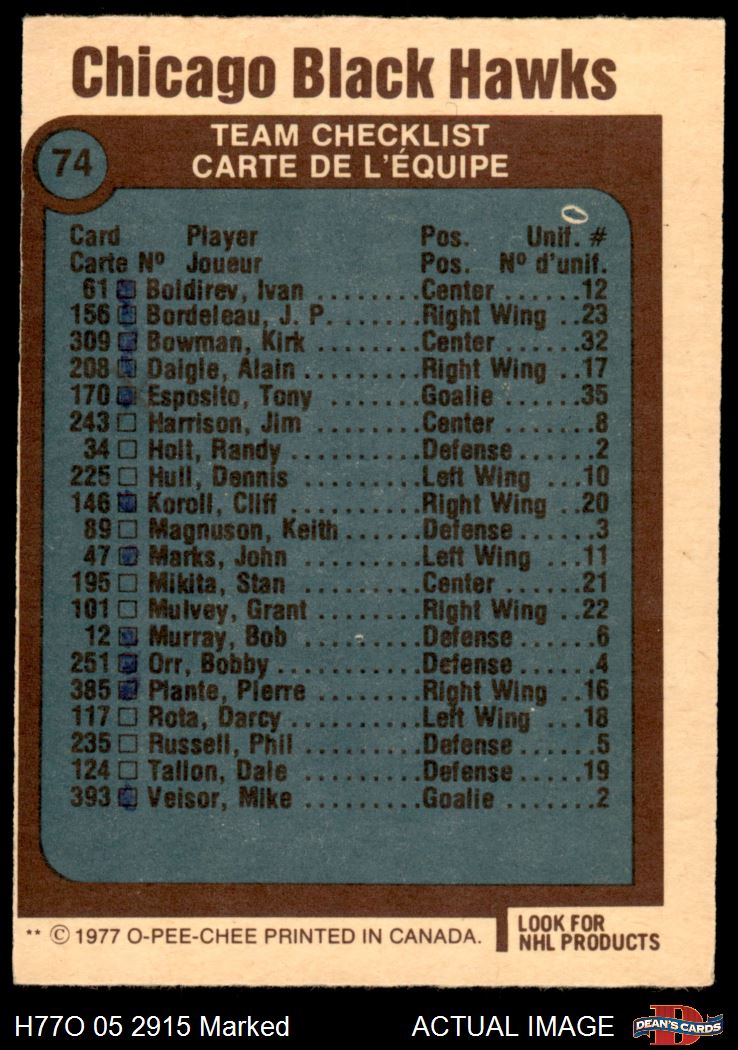 Chicago Black Hawks
TEAM CHECKLIST
74
CARTE DE L'ÉQUIPE
Card Player Pos. Unif. #
Carte Nº Joueur Pos. Nº d'unif.
61 Boldirev, Ivan ........Center ......12
156 Bordeleau, J. P. .......Right Wing ..23
309 Bowman, Kirk ........Center ......32
208 Daigle, Alain .........Right Wing ..17
170 Esposito, Tony .......Goalie ......35
243 □ Harrison, Jim ........Center .......8
34 □ Holt, Randy .........Defense ......2
225 □ Hull, Dennis .........Left Wing ...10
146 Koroll, Cliff ..........Right Wing ..20
89 □ Magnuson, Keith ......Defense ......3
47 Marks, John .........Left Wing ...11
195 □ Mikita, Stan .........Center ......21
101 □ Mulvey, Grant .......Right Wing ..22
12 Murray, Bob .........Defense ......6
251 Orr, Bobby ...........Defense ......4
385 Plante, Pierre ........Right Wing ..16
117 □ Rota, Darcy ..........Left Wing ...18
235 □ Russell, Phil .........Defense ......5
124 □ Tallon, Dale .........Defense .....19
393 Veisor, Mike .........Goalie .......2
** © 1977 O-PEE-CHEE PRINTED IN CANADA.
LOOK FOR
NHL PRODUCTS
H77O 05 2915 Marked ACTUAL IMAGE
DEAN'S CARDS